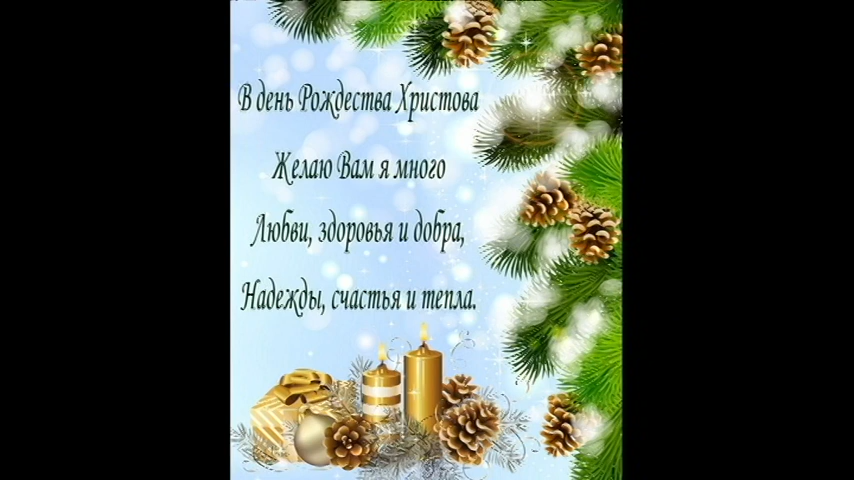 В день Рождества Христова
Желаю Вам я много
Любви, здоровья и добра,
Надежды, счастья и тепла.